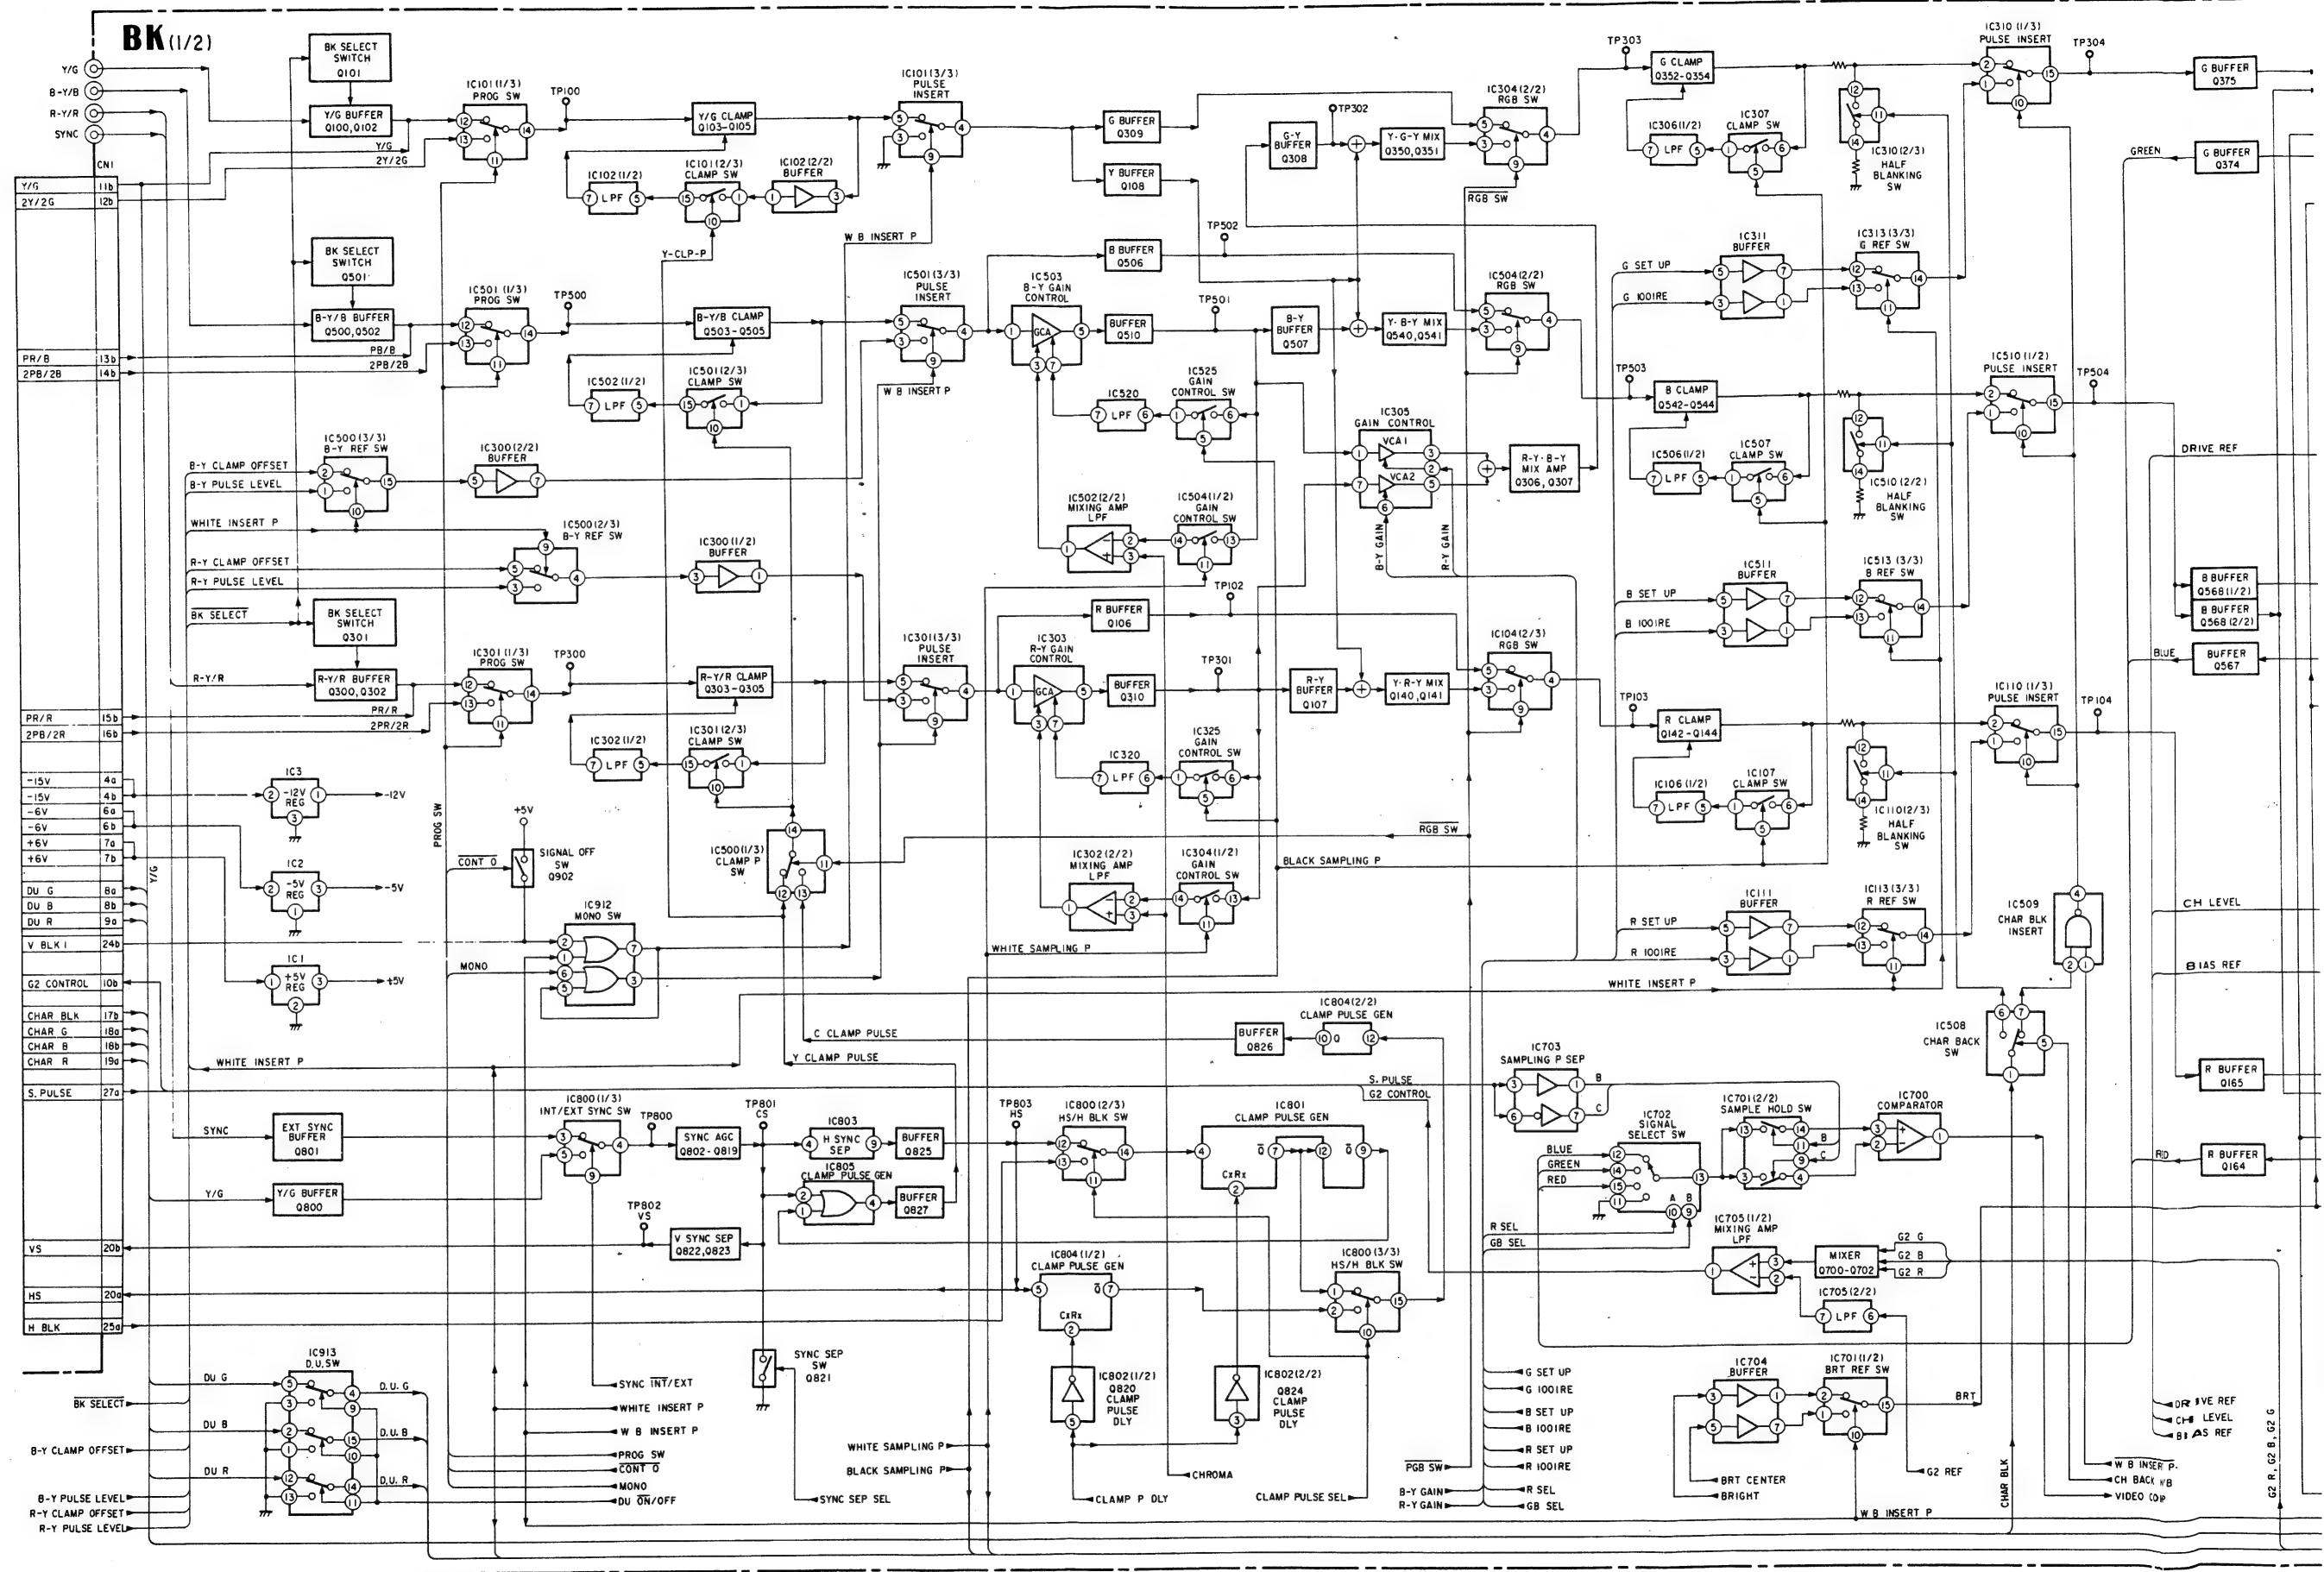 BK (1/2)
Y/G
B-Y/B
R-Y/R
SYNC
CN1
Y/G 11b
2Y/2G 12b
PR/B 13b
2PB/2B 14b
PR/R 15b
2PB/2R 16b
-15V 4a
-15V 4b
-6V 6a
-6V 6b
+6V 7a
+6V 7b
DU G 8a
DU B 8b
DU R 9a
V BLK I 24b
G2 CONTROL 10b
CHAR BLK 17b
CHAR G 18a
CHAR B 18b
CHAR R 19a
S. PULSE 27a
VS 20b
HS 20a
H BLK 25a
BK SELECT
B-Y CLAMP OFFSET
B-Y PULSE LEVEL
R-Y CLAMP OFFSET
R-Y PULSE LEVEL
BK SELECT
SWITCH
Q101
Y/G BUFFER
Q100, Q102
Y/G
2Y/2G
IC101 (1/3)
PROG SW
TP100
Y/G CLAMP
Q103-Q105
IC102 (1/2)
LPF
IC101 (2/3)
CLAMP SW
IC102 (2/2)
BUFFER
IC101 (3/3)
PULSE
INSERT
W B INSERT P
Y-CLP-P
G BUFFER
Q309
Y BUFFER
Q108
BK SELECT
SWITCH
Q501
B-Y/B BUFFER
Q500, Q502
PB/B
2PB/2B
IC501 (1/3)
PROG SW
TP500
B-Y/B CLAMP
Q503-Q505
IC502 (1/2)
LPF
IC501 (2/3)
CLAMP SW
IC501 (3/3)
PULSE
INSERT
W B INSERT P
IC503
B-Y GAIN
CONTROL
GCA
B BUFFER
Q506
TP502
BUFFER
Q510
TP501
IC520
LPF
IC525
GAIN
CONTROL SW
IC502 (2/2)
MIXING AMP
LPF
IC504 (1/2)
GAIN
CONTROL SW
B-Y CLAMP OFFSET
B-Y PULSE LEVEL
WHITE INSERT P
R-Y CLAMP OFFSET
R-Y PULSE LEVEL
BK SELECT
IC500 (3/3)
B-Y REF SW
IC300 (2/2)
BUFFER
IC500 (2/3)
B-Y REF SW
IC300 (1/2)
BUFFER
BK SELECT
SWITCH
Q301
R-Y/R
R-Y/R BUFFER
Q300, Q302
PR/R
2PR/2R
IC301 (1/3)
PROG SW
TP300
R-Y/R CLAMP
Q303-Q305
IC302 (1/2)
LPF
IC301 (2/3)
CLAMP SW
IC301 (3/3)
PULSE
INSERT
IC303
R-Y GAIN
CONTROL
GCA
R BUFFER
Q106
TP102
BUFFER
Q310
TP301
IC320
LPF
IC325
GAIN
CONTROL SW
IC302 (2/2)
MIXING AMP
LPF
IC304 (1/2)
GAIN
CONTROL SW
WHITE SAMPLING P
G-Y
BUFFER
Q308
TP302
Y·G-Y MIX
Q350, Q351
IC304 (2/2)
RGB SW
RGB SW
B-Y
BUFFER
Q507
Y·B-Y MIX
Q540, Q541
IC504 (2/2)
RGB SW
IC305
GAIN CONTROL
VCA 1
VCA2
R-Y·B-Y
MIX AMP
Q306, Q307
B-Y GAIN
R-Y GAIN
R-Y
BUFFER
Q107
Y·R-Y MIX
Q140, Q141
IC104 (2/3)
RGB SW
RGB SW
BLACK SAMPLING P
TP303
G CLAMP
Q352-Q354
IC306 (1/2)
LPF
IC307
CLAMP SW
IC310 (2/3)
HALF
BLANKING
SW
IC310 (1/3)
PULSE INSERT
TP304
G BUFFER
Q375
GREEN
G BUFFER
Q374
IC311
BUFFER
G SET UP
G 100IRE
IC313 (3/3)
G REF SW
TP503
B CLAMP
Q542-Q544
IC506 (1/2)
LPF
IC507
CLAMP SW
IC510 (2/2)
HALF
BLANKING
SW
IC510 (1/2)
PULSE INSERT
TP504
DRIVE REF
IC511
BUFFER
B SET UP
B 100IRE
IC513 (3/3)
B REF SW
B BUFFER
Q568 (1/2)
B BUFFER
Q568 (2/2)
BLUE
BUFFER
Q567
TP103
R CLAMP
Q142-Q144
IC106 (1/2)
LPF
IC107
CLAMP SW
IC110 (2/3)
HALF
BLANKING
SW
IC110 (1/3)
PULSE INSERT
TP104
IC111
BUFFER
R SET UP
R 100IRE
IC113 (3/3)
R REF SW
WHITE INSERT P
IC509
CHAR BLK
INSERT
CH LEVEL
BIAS REF
IC508
CHAR BACK
SW
R BUFFER
Q165
RED
R BUFFER
Q164
IC3
-12V
REG
-12V
IC2
-5V
REG
-5V
IC1
+5V
REG
+5V
Y/G
PROG SW
+5V
CONT 0
SIGNAL OFF
SW
Q902
IC912
MONO SW
MONO
IC500 (1/3)
CLAMP P
SW
C CLAMP PULSE
Y CLAMP PULSE
WHITE INSERT P
BUFFER
Q826
IC804 (2/2)
CLAMP PULSE GEN
Q
S. PULSE
G2 CONTROL
SYNC
EXT SYNC
BUFFER
Q801
Y/G
Y/G BUFFER
Q800
IC800 (1/3)
INT/EXT SYNC SW
TP800
SYNC AGC
Q802-Q819
TP801
CS
IC803
H SYNC
SEP
BUFFER
Q825
IC805
CLAMP PULSE GEN
BUFFER
Q827
TP802
VS
V SYNC SEP
Q822, Q823
TP803
HS
IC800 (2/3)
HS/H BLK SW
IC801
CLAMP PULSE GEN
Q̅
Q̅
CxRx
IC804 (1/2)
CLAMP PULSE GEN
Q̅
CxRx
IC800 (3/3)
HS/H BLK SW
IC802 (1/2)
Q820
CLAMP
PULSE
DLY
IC802 (2/2)
Q824
CLAMP
PULSE
DLY
SYNC SEP
SW
Q821
IC703
SAMPLING P SEP
B
C
IC702
SIGNAL
SELECT SW
BLUE
GREEN
RED
A B
IC701 (2/2)
SAMPLE HOLD SW
B
C
IC700
COMPARATOR
R SEL
GB SEL
IC705 (1/2)
MIXING AMP
LPF
MIXER
Q700-Q702
G2 G
G2 B
G2 R
IC705 (2/2)
LPF
IC704
BUFFER
IC701 (1/2)
BRT REF SW
BRT
IC913
D.U.SW
DU G
DU B
DU R
D.U. G
D.U. B
D.U. R
SYNC INT/EXT
WHITE INSERT P
W B INSERT P
PROG SW
CONT 0
MONO
DU ON/OFF
SYNC SEP SEL
WHITE SAMPLING P
BLACK SAMPLING P
CLAMP P DLY
CHROMA
CLAMP PULSE SEL
RGB SW
B-Y GAIN
R-Y GAIN
G SET UP
G 100IRE
B SET UP
B 100IRE
R SET UP
R 100IRE
R SEL
GB SEL
BRT CENTER
BRIGHT
W B INSERT P
G2 REF
CHAR BLK
DRIVE REF
CH LEVEL
BIAS REF
W B INSER P
CH BACK
VIDEO
G2 R, G2 B, G2 G